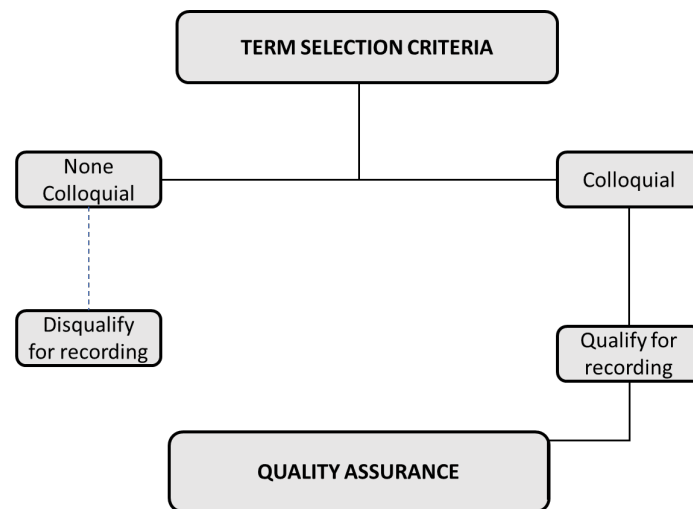 TERM SELECTION CRITERIA
None
Colloquial
Colloquial
Disqualify
for recording
Qualify for
recording
QUALITY ASSURANCE